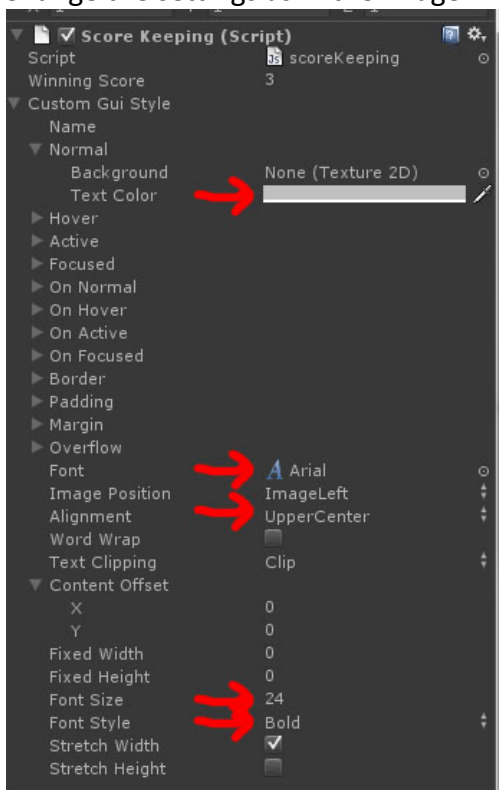 Score Keeping (Script)
Script scoreKeeping
Winning Score 3
Custom Gui Style
Name
Normal
Background None (Texture 2D)
Text Color
Hover
Active
Focused
On Normal
On Hover
On Active
On Focused
Border
Padding
Margin
Overflow
Font Arial
Image Position ImageLeft
Alignment UpperCenter
Word Wrap
Text Clipping Clip
Content Offset
X 0
Y 0
Fixed Width 0
Fixed Height 0
Font Size 24
Font Style Bold
Stretch Width
Stretch Height